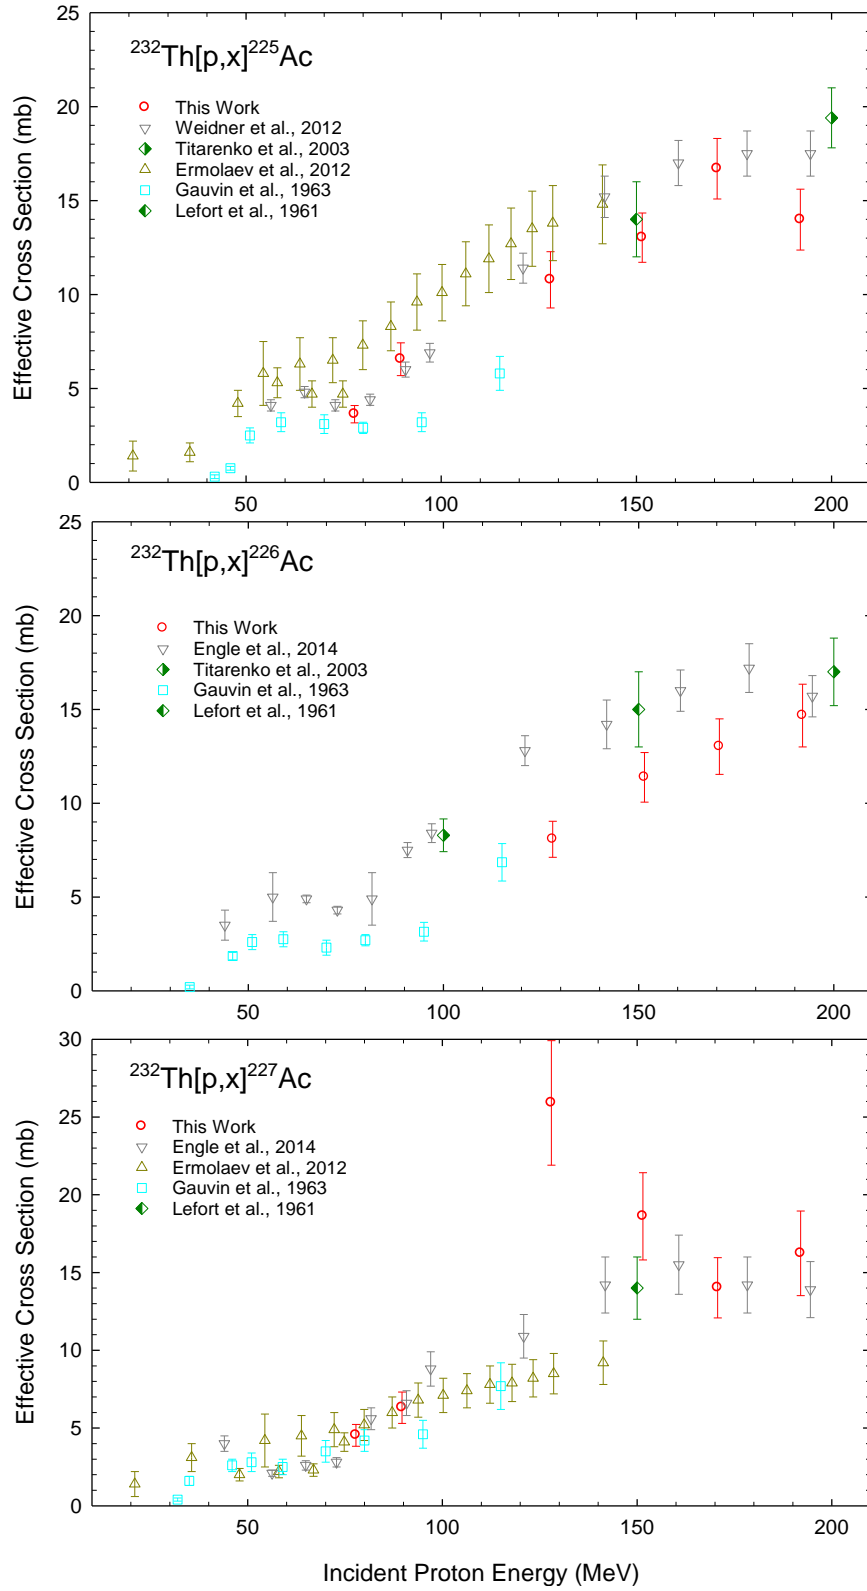 25
²³²Th[p,x]²²⁵Ac
20
This Work
Weidner et al., 2012
Titarenko et al., 2003
Ermolaev et al., 2012
Gauvin et al., 1963
Lefort et al., 1961
15
10
5
0
Effective Cross Section (mb)
50 100 150 200
25
²³²Th[p,x]²²⁶Ac
20
This Work
Engle et al., 2014
Titarenko et al., 2003
Gauvin et al., 1963
Lefort et al., 1961
15
10
5
0
Effective Cross Section (mb)
50 100 150 200
30
²³²Th[p,x]²²⁷Ac
25
This Work
Engle et al., 2014
Ermolaev et al., 2012
Gauvin et al., 1963
Lefort et al., 1961
20
15
10
5
0
Effective Cross Section (mb)
50 100 150 200
Incident Proton Energy (MeV)